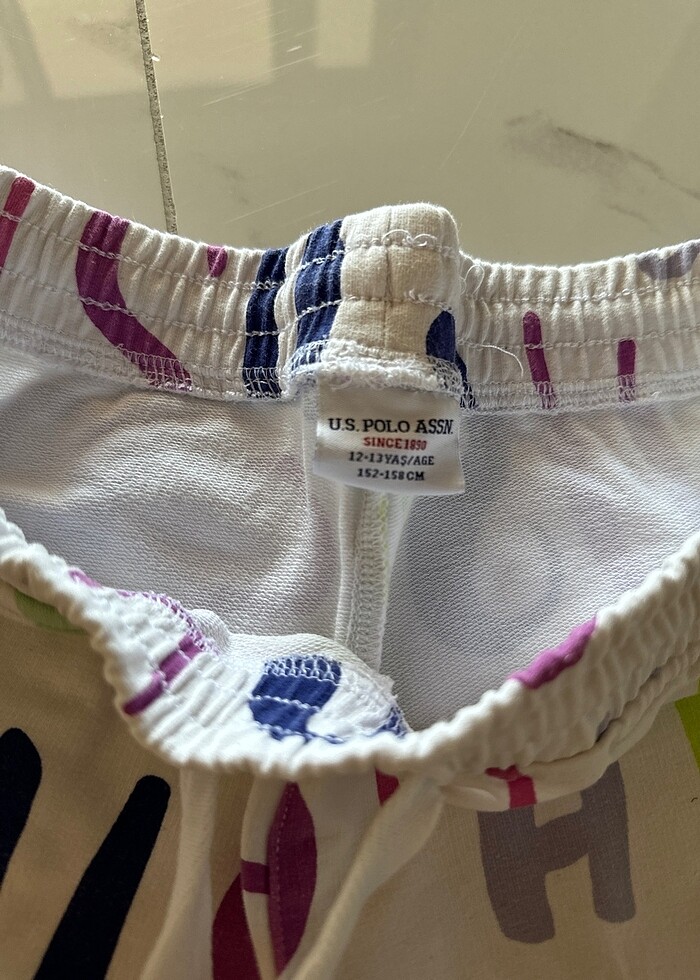 U.S. POLO ASSN.
SINCE 1890
12-13 YAŞ/AGE
152-158 CM
H